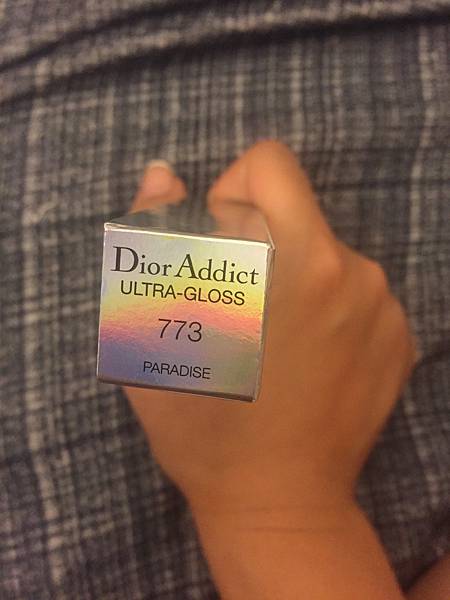 Dior Addict
ULTRA-GLOSS
773
PARADISE